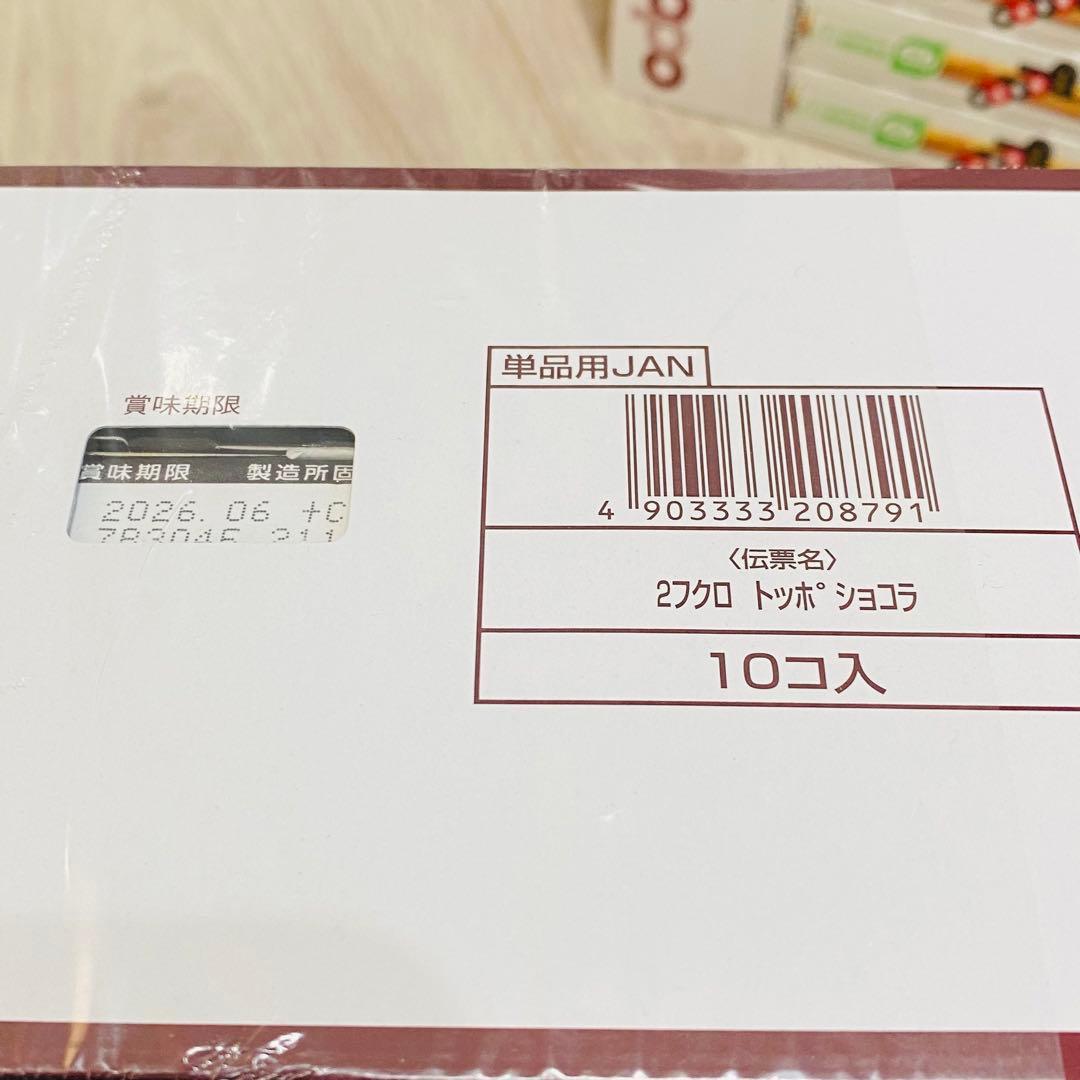 賞味期限
賞味期限 製造所固
2026.06 +C
単品用JAN
4 903333 208791
〈伝票名〉
2フクロ トッポ ショコラ
10コ入